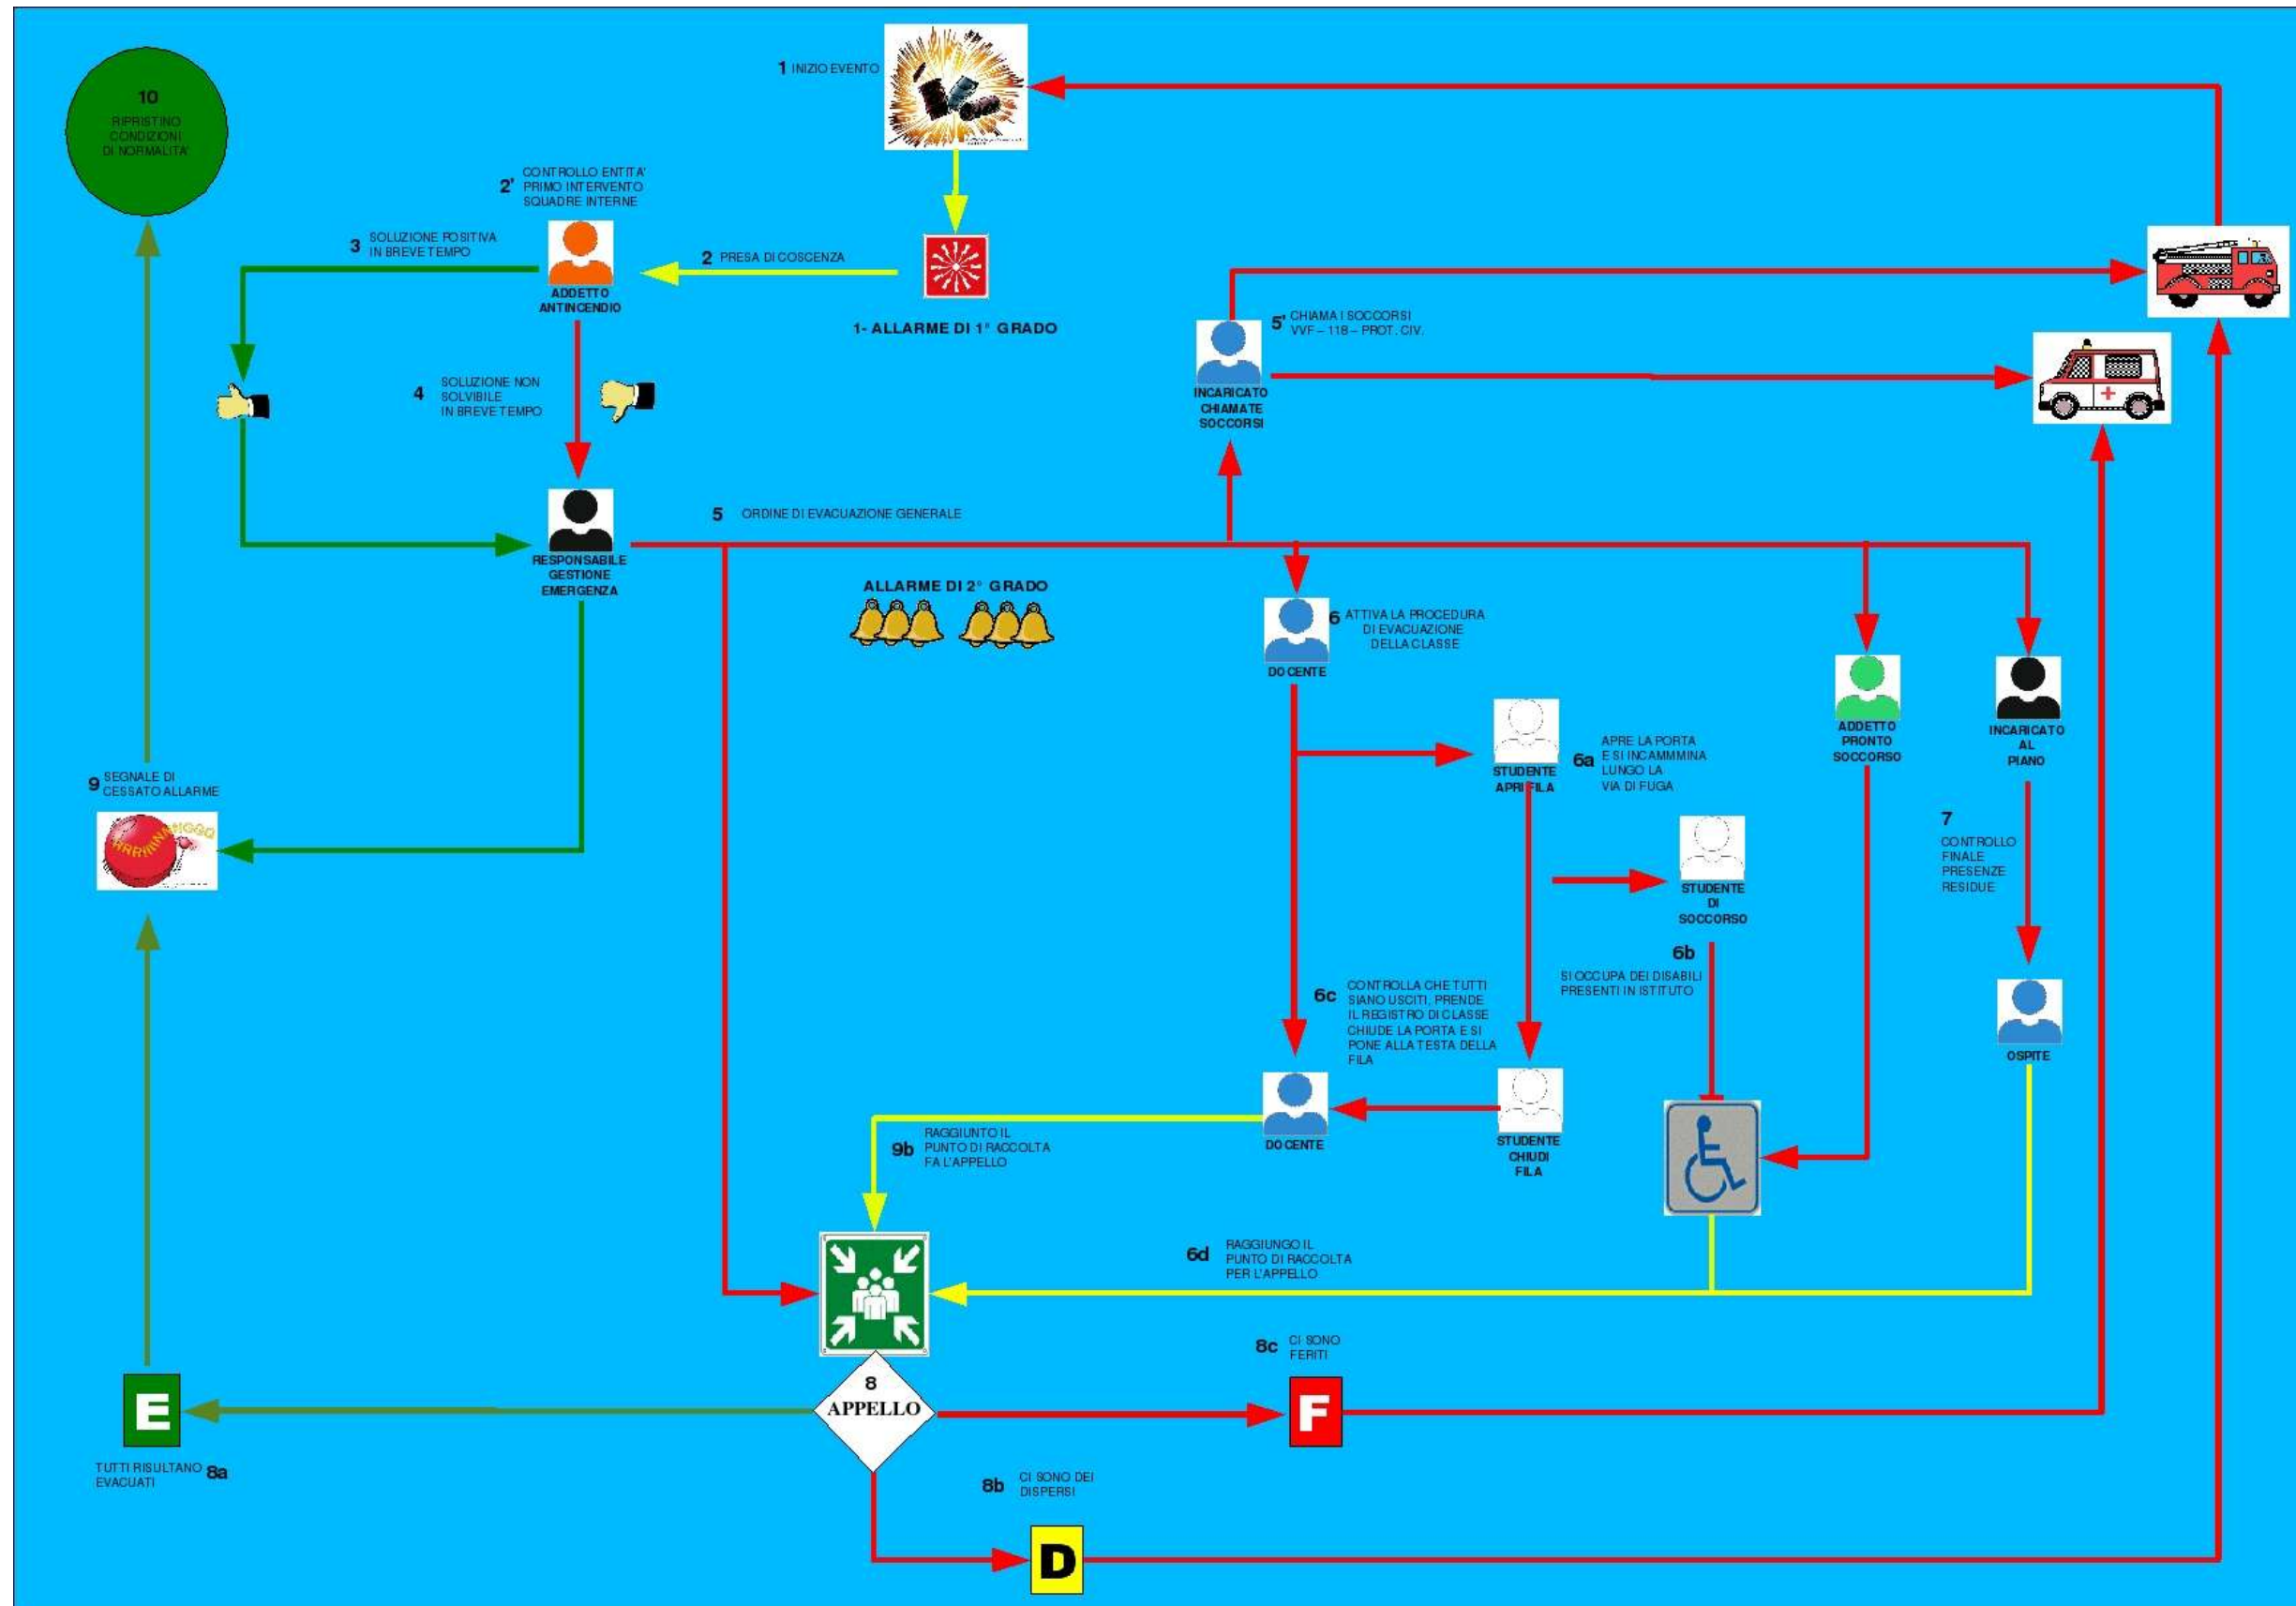 1 INIZIO EVENTO
10
RIPRISTINO
CONDIZIONI
DI NORMALITA'
2' CONTROLLO ENTITA'
PRIMO INTERVENTO
SQUADRE INTERNE
3 SOLUZIONE POSITIVA
IN BREVE TEMPO
2 PRESA DI COSCENZA
ADDETTO
ANTINCENDIO
1- ALLARME DI 1° GRADO
5' CHIAMA I SOCCORSI
VVF – 118 – PROT. CIV.
INCARICATO
CHIAMATE
SOCCORSI
4 SOLUZIONE NON
SOLVIBILE
IN BREVE TEMPO
5 ORDINE DI EVACUAZIONE GENERALE
RESPONSABILE
GESTIONE
EMERGENZA
ALLARME DI 2° GRADO
6 ATTIVA LA PROCEDURA
DI EVACUAZIONE
DELLA CLASSE
DOCENTE
STUDENTE
APRI FILA
6a APRE LA PORTA
E SI INCAMMMINA
LUNGO LA
VIA DI FUGA
ADDETTO
PRONTO
SOCCORSO
INCARICATO
AL
PIANO
9 SEGNALE DI
CESSATO ALLARME
7
CONTROLLO
FINALE
PRESENZE
RESIDUE
STUDENTE
DI
SOCCORSO
6b
SI OCCUPA DEI DISABILI
PRESENTI IN ISTITUTO
6c CONTROLLA CHE TUTTI
SIANO USCITI, PRENDE
IL REGISTRO DI CLASSE
CHIUDE LA PORTA E SI
PONE ALLA TESTA DELLA
FILA
OSPITE
DOCENTE
STUDENTE
CHIUDI
FILA
9b RAGGIUNTO IL
PUNTO DI RACCOLTA
FA L'APPELLO
6d RAGGIUNGO IL
PUNTO DI RACCOLTA
PER L'APPELLO
8c CI SONO
FERITI
8
APPELLO
E
F
TUTTI RISULTANO 8a
EVACUATI
8b CI SONO DEI
DISPERSI
D